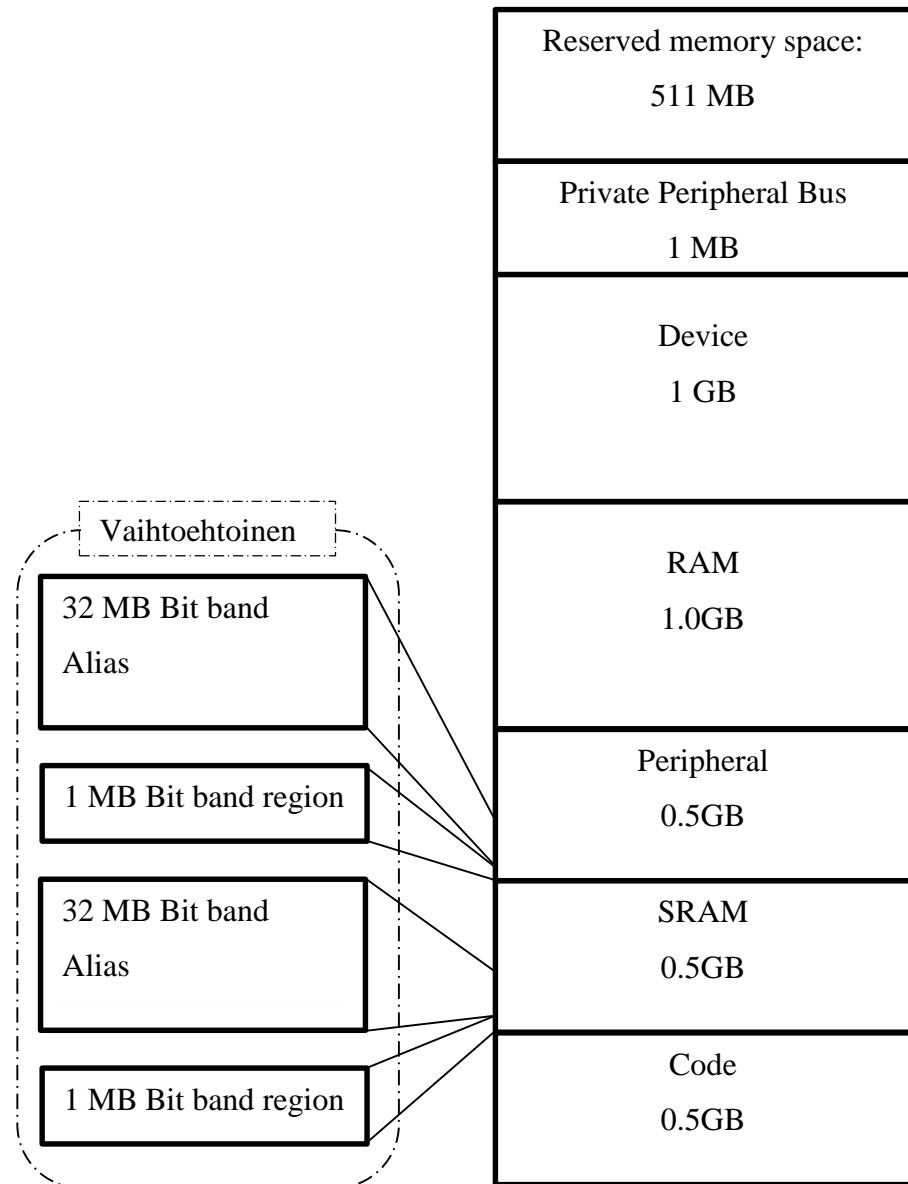 Reserved memory space:
511 MB
Private Peripheral Bus
1 MB
Device
1 GB
RAM
1.0GB
Peripheral
0.5GB
SRAM
0.5GB
Code
0.5GB
Vaihtoehtoinen
32 MB Bit band
Alias
1 MB Bit band region
32 MB Bit band
Alias
1 MB Bit band region